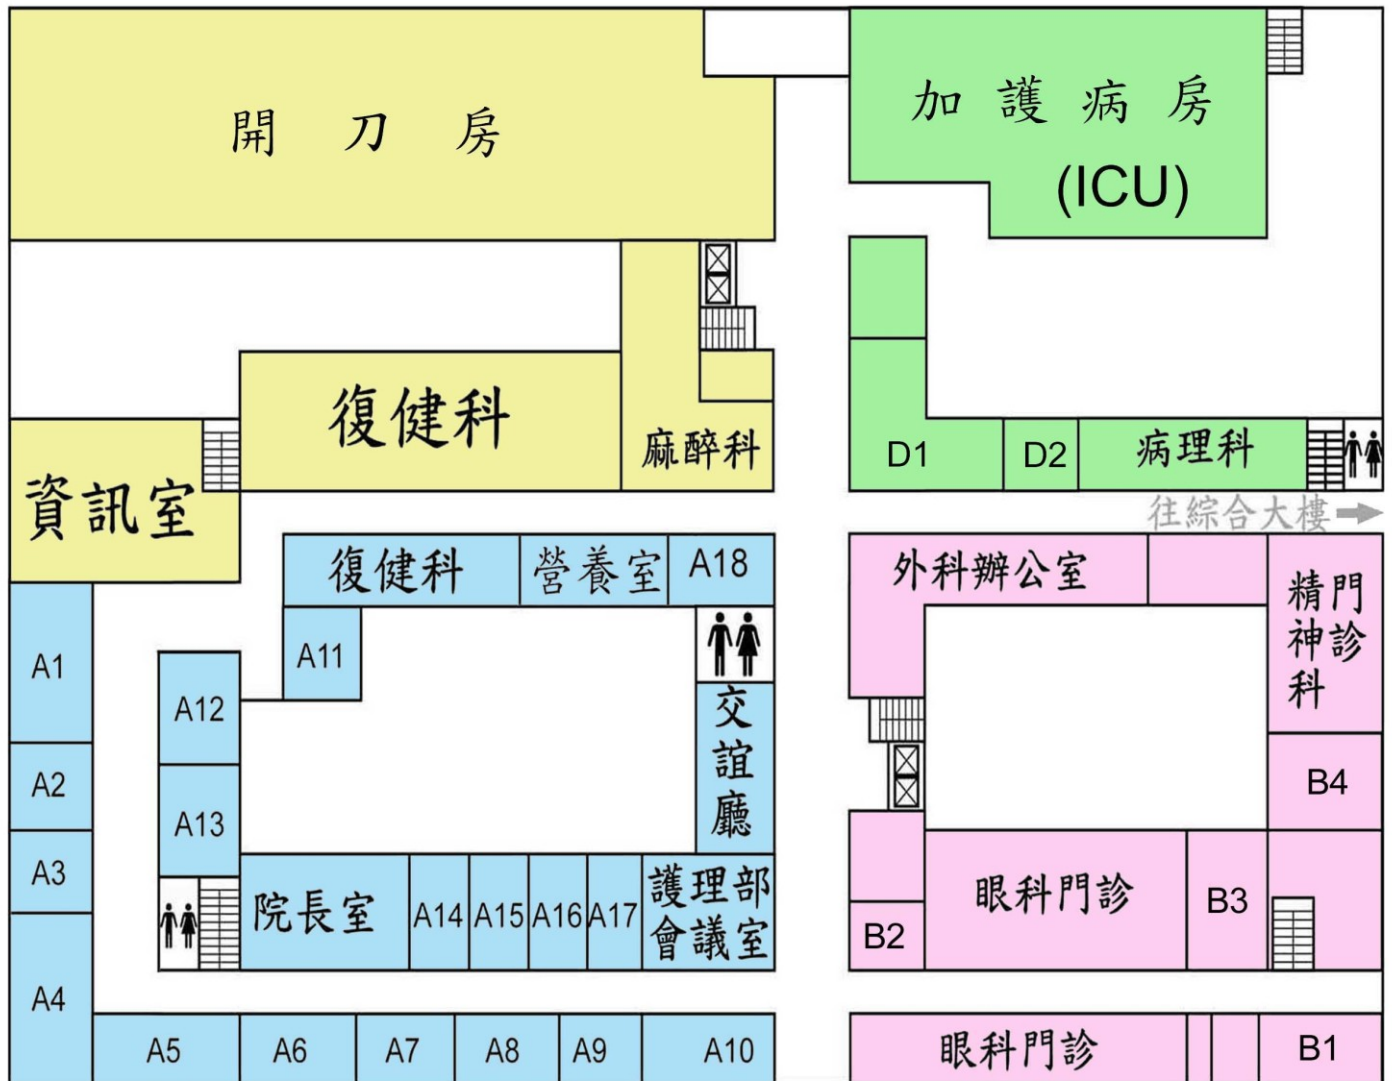 開刀房
加護病房
(ICU)
復健科
麻醉科
資訊室
D1
D2
病理科
往綜合大樓
復健科
營養室
A18
外科辦公室
精神科
門診
A1
A11
A12
A2
交誼廳
B4
A13
A3
院長室
A14
A15
A16
A17
護理部
會議室
B2
眼科門診
B3
A4
A5
A6
A7
A8
A9
A10
眼科門診
B1